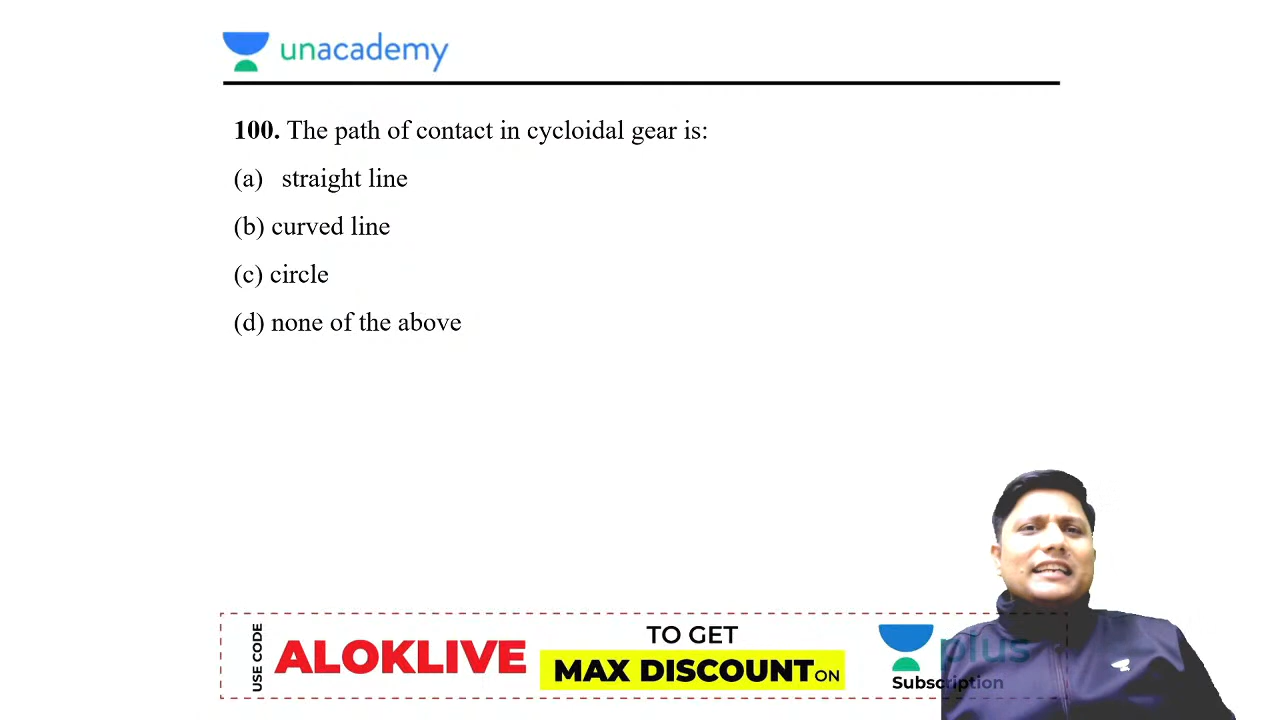 unacademy
100. The path of contact in cycloidal gear is:
(a) straight line
(b) curved line
(c) circle
(d) none of the above
USE CODE
ALOKLIVE
TO GET
MAX DISCOUNT ON
plus
Subscription